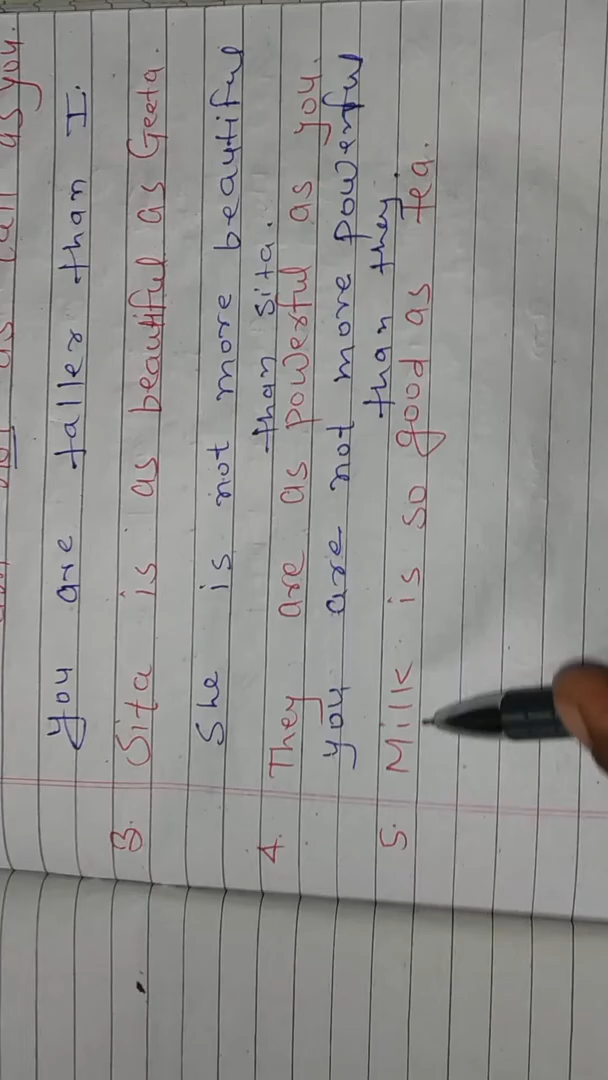 as you.
You are taller than I.
3. Sita is as beautiful as Geeta.
She is not more beautiful
than Sita.
4. They are as powerful as you.
you are not more powerful
than they.
5. Milk is so good as tea.